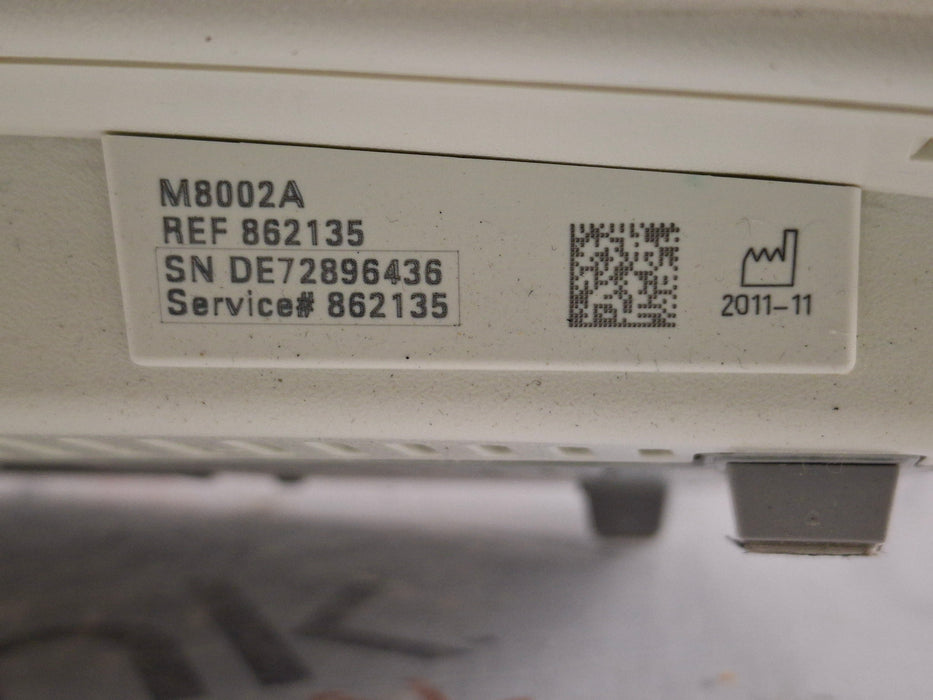 M8002A
REF 862135
SN DE72896436
Service# 862135
2011-11